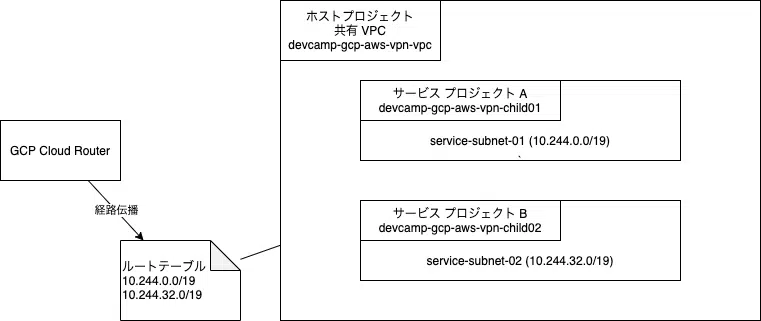 ホストプロジェクト
共有 VPC
devcamp-gcp-aws-vpn-vpc
サービス プロジェクト A
devcamp-gcp-aws-vpn-child01
service-subnet-01 (10.244.0.0/19)
`
GCP Cloud Router
経路伝播
サービス プロジェクト B
devcamp-gcp-aws-vpn-child02
service-subnet-02 (10.244.32.0/19)
ルートテーブル
10.244.0.0/19
10.244.32.0/19